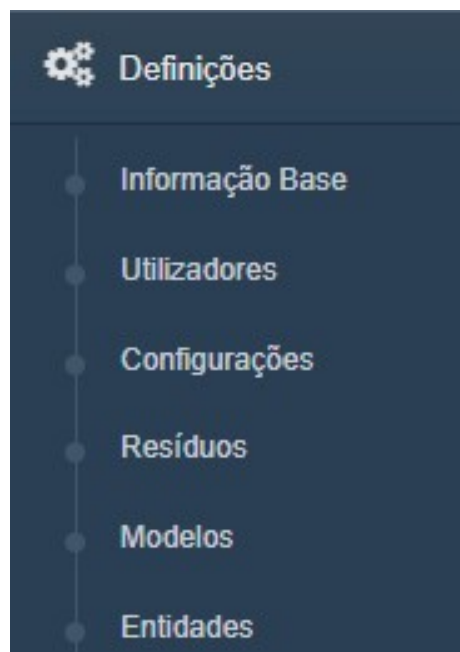 Definições
Informação Base
Utilizadores
Configurações
Resíduos
Modelos
Entidades